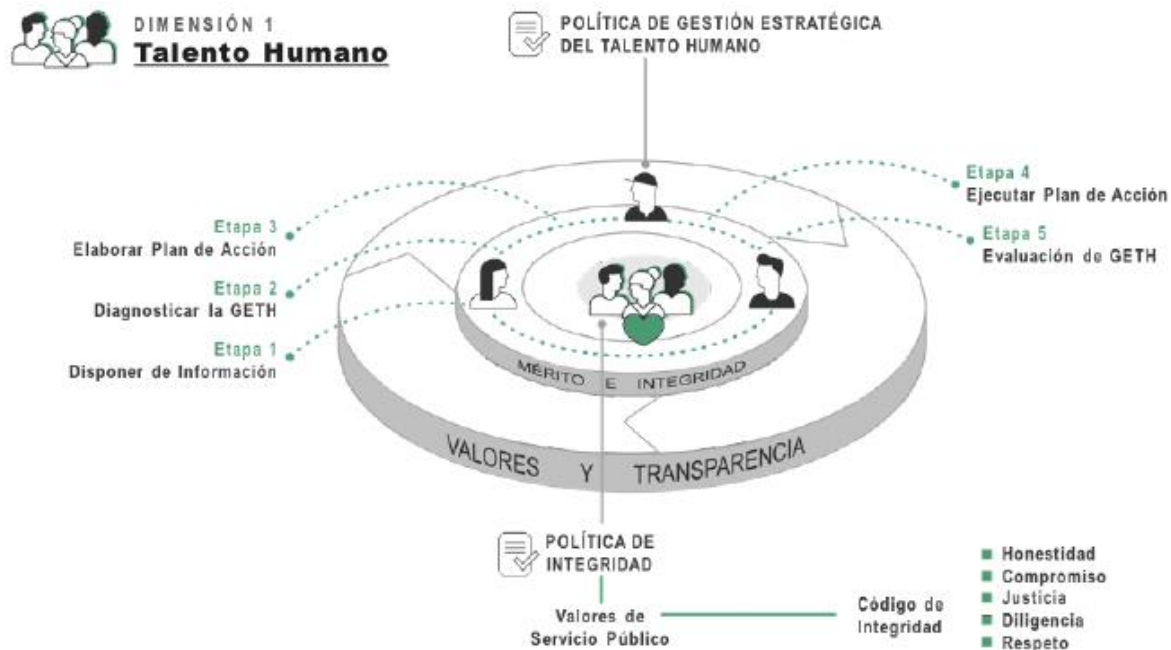 DIMENSIÓN 1
Talento Humano
POLÍTICA DE GESTIÓN ESTRATÉGICA
DEL TALENTO HUMANO
Etapa 3
Elaborar Plan de Acción
Etapa 2
Diagnosticar la GETH
Etapa 1
Disponer de Información
Etapa 4
Ejecutar Plan de Acción
Etapa 5
Evaluación de GETH
MÉRITO E INTEGRIDAD
VALORES Y TRANSPARENCIA
POLÍTICA DE
INTEGRIDAD
Valores de
Servicio Público
Código de
Integridad
Honestidad
Compromiso
Justicia
Diligencia
Respeto